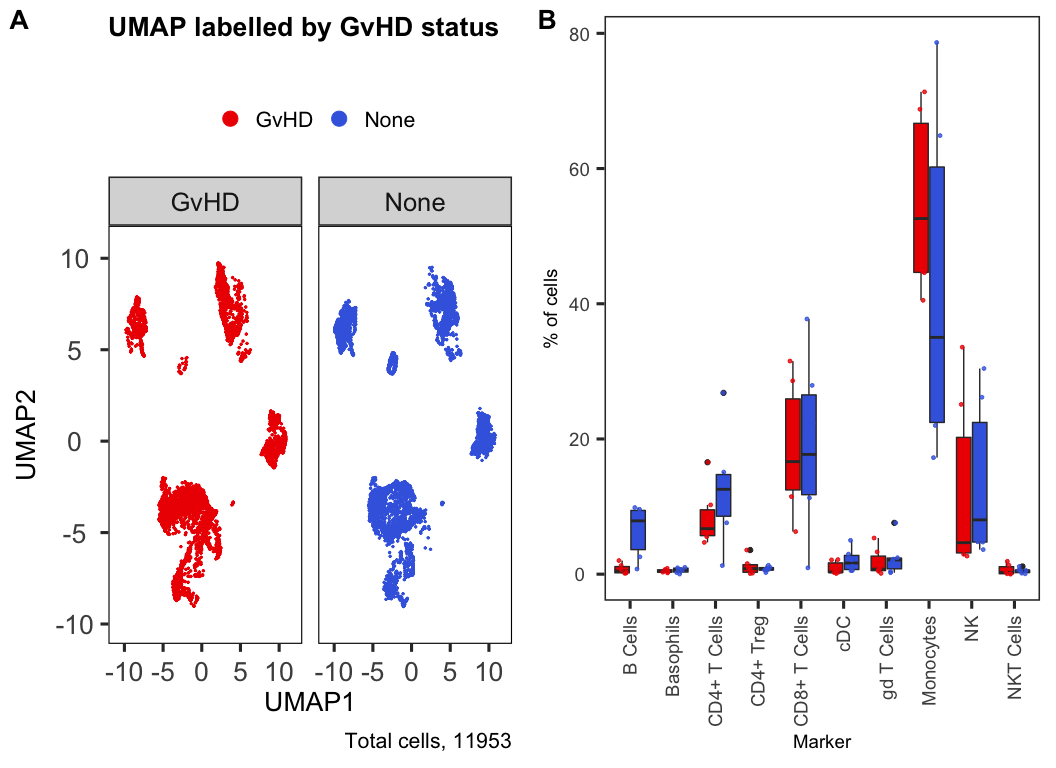 A
UMAP labelled by GvHD status
GvHD
None
GvHD
None
10
5
0
-5
-10
-10 -5 0 5 10
-10 -5 0 5 10
UMAP2
UMAP1
Total cells, 11953
B
80
60
40
20
0
% of cells
B Cells
Basophils
CD4+ T Cells
CD4+ Treg
CD8+ T Cells
cDC
gd T Cells
Monocytes
NK
NKT Cells
Marker